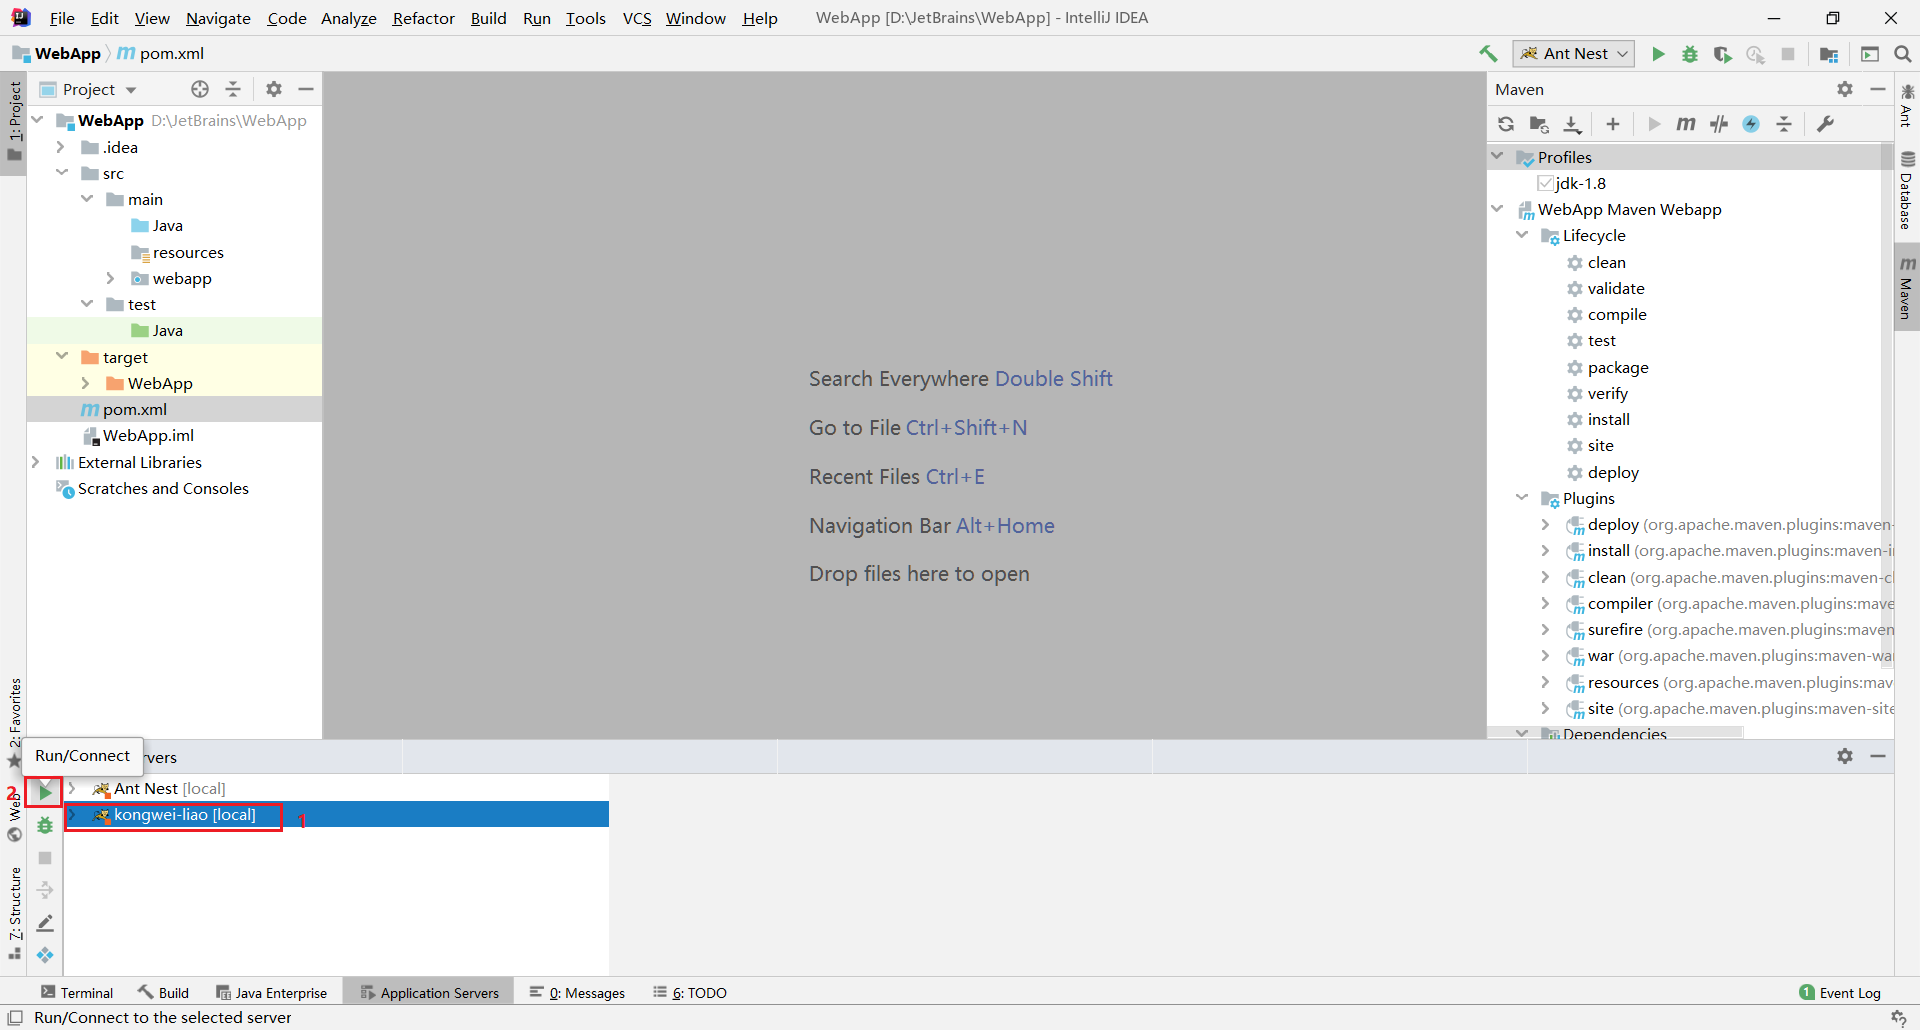 File Edit View Navigate Code Analyze Refactor Build Run Tools VCS Window Help WebApp [D:\JetBrains\WebApp] - IntelliJ IDEA
WebApp pom.xml
Ant Nest
1: Project
Project
WebApp D:\JetBrains\WebApp
.idea
src
main
Java
resources
webapp
test
Java
target
WebApp
pom.xml
WebApp.iml
External Libraries
Scratches and Consoles
Search Everywhere Double Shift
Go to File Ctrl+Shift+N
Recent Files Ctrl+E
Navigation Bar Alt+Home
Drop files here to open
Maven
Profiles
jdk-1.8
WebApp Maven Webapp
Lifecycle
clean
validate
compile
test
package
verify
install
site
deploy
Plugins
deploy (org.apache.maven.plugins:maven-
install (org.apache.maven.plugins:maven-i
clean (org.apache.maven.plugins:maven-cl
compiler (org.apache.maven.plugins:mave
surefire (org.apache.maven.plugins:maven
war (org.apache.maven.plugins:maven-wa
resources (org.apache.maven.plugins:mav
site (org.apache.maven.plugins:maven-site
Dependencies
Ant
Database
m Maven
2: Favorites
Web
7: Structure
Run/Connect
rvers
2
Ant Nest [local]
kongwei-liao [local]
1
Terminal Build Java Enterprise Application Servers 0: Messages 6: TODO 1 Event Log
Run/Connect to the selected server